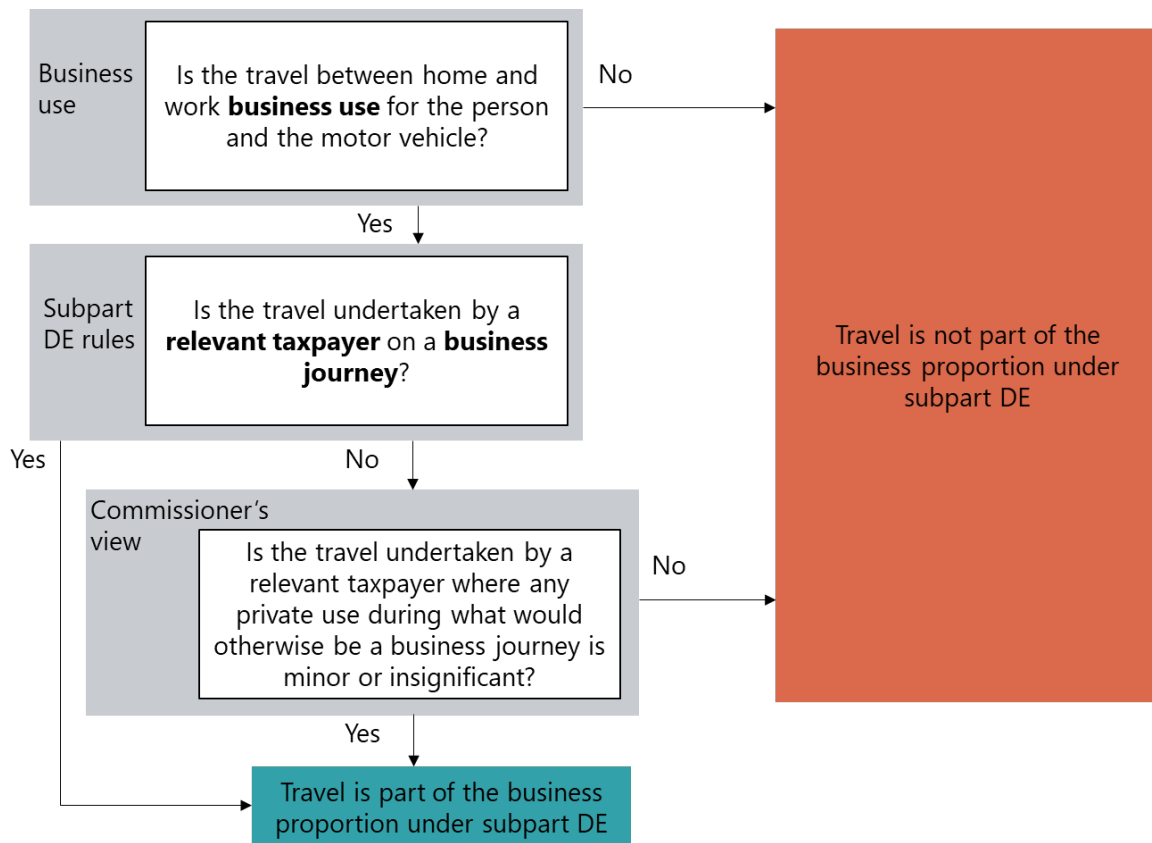 Business
use
Is the travel between home and
work business use for the person
and the motor vehicle?
No
Yes
Subpart
DE rules
Is the travel undertaken by a
relevant taxpayer on a business
journey?
Travel is not part of the
business proportion under
subpart DE
Yes
No
Commissioner's
view
Is the travel undertaken by a
relevant taxpayer where any
private use during what would
otherwise be a business journey is
minor or insignificant?
No
Yes
Travel is part of the business
proportion under subpart DE